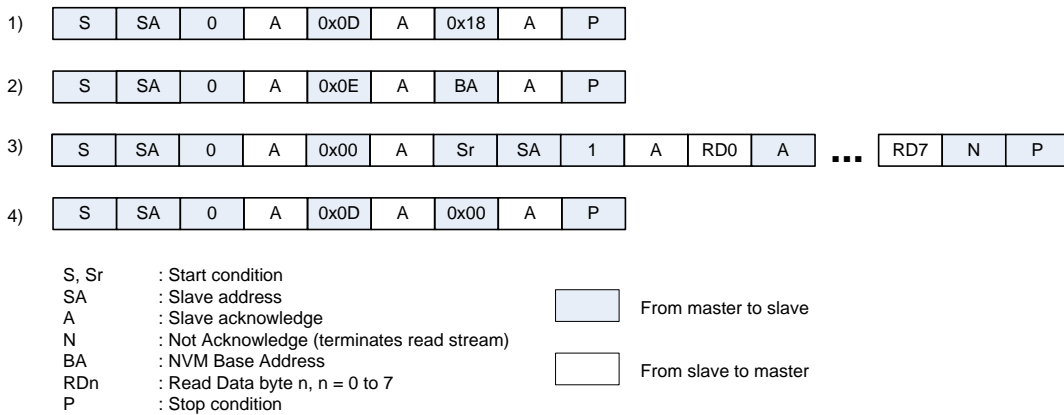 1) S SA 0 A 0x0D A 0x18 A P
2) S SA 0 A 0x0E A BA A P
3) S SA 0 A 0x00 A Sr SA 1 A RD0 A ... RD7 N P
4) S SA 0 A 0x0D A 0x00 A P
S, Sr : Start condition
SA : Slave address
A : Slave acknowledge
N : Not Acknowledge (terminates read stream)
BA : NVM Base Address
RDn : Read Data byte n, n = 0 to 7
P : Stop condition
From master to slave
From slave to master